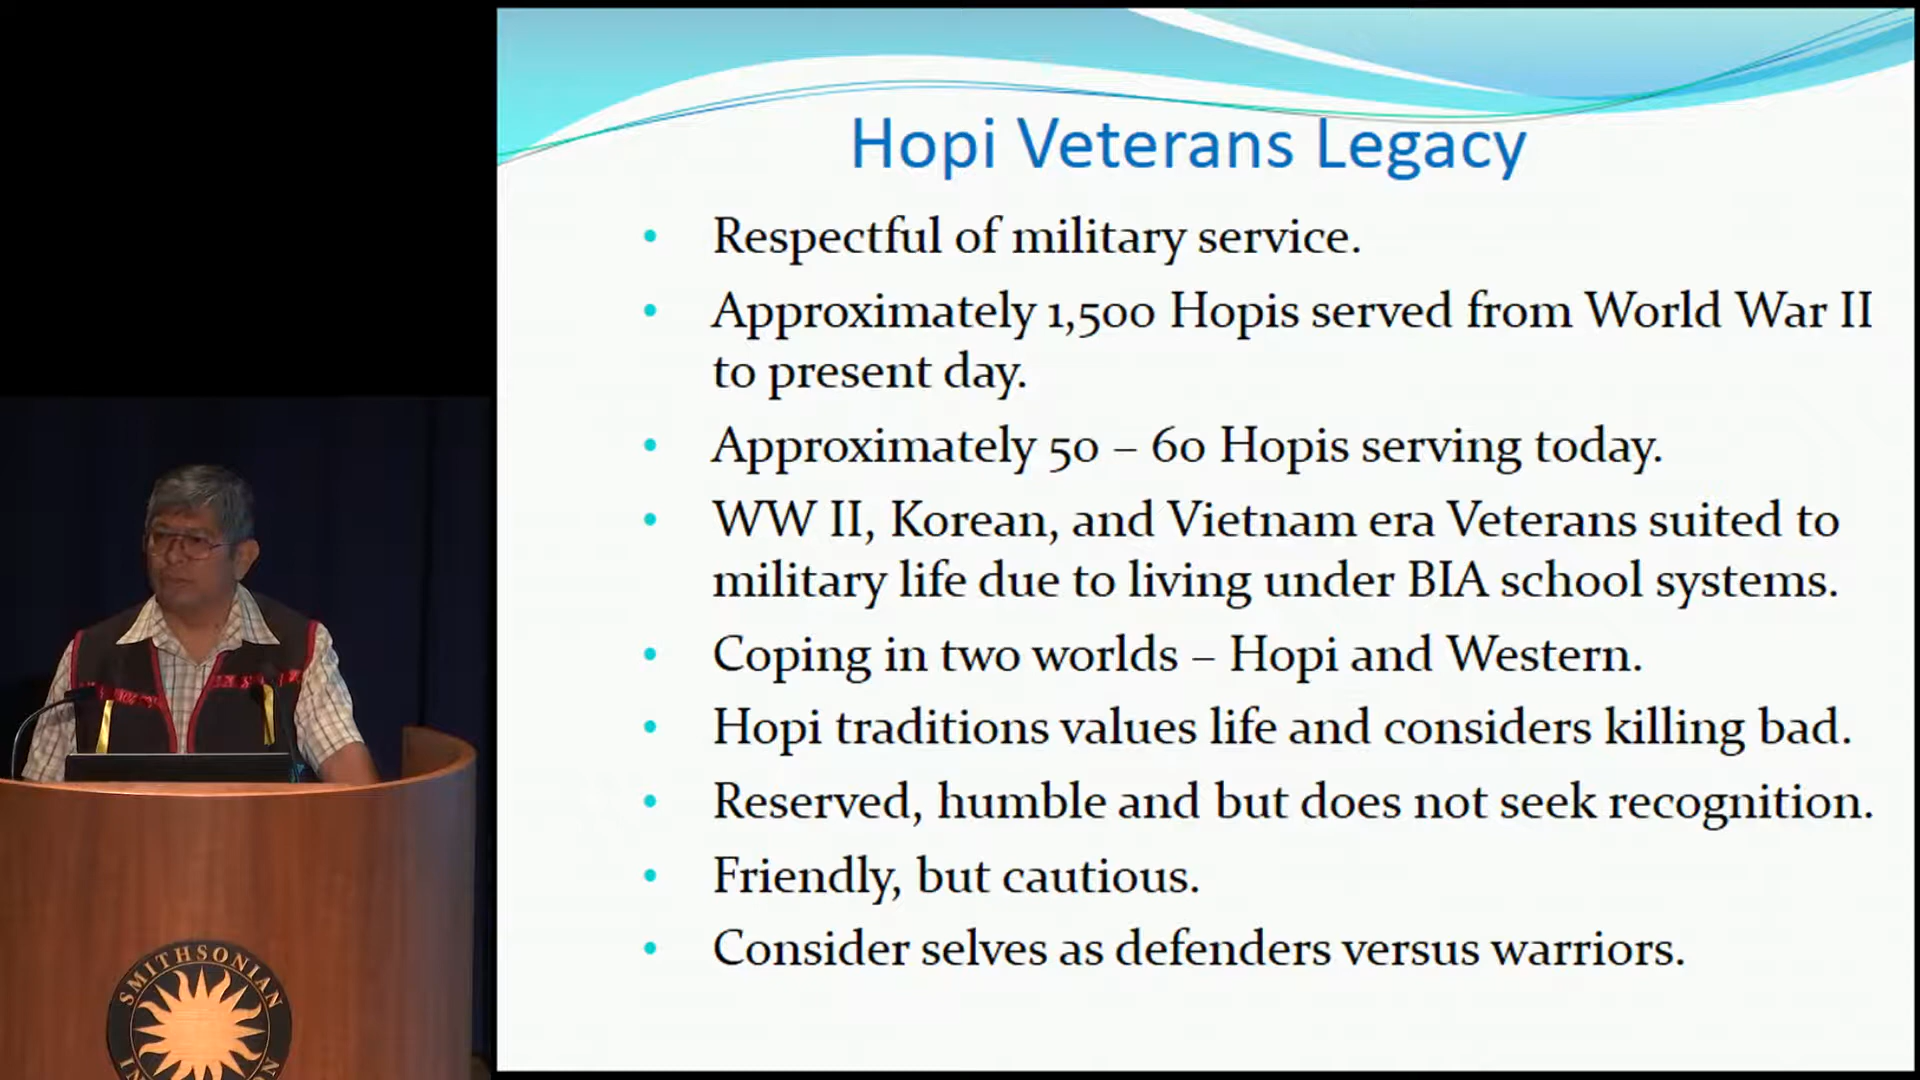 Hopi Veterans Legacy
• Respectful of military service.
• Approximately 1,500 Hopis served from World War II
to present day.
• Approximately 50 – 60 Hopis serving today.
• WW II, Korean, and Vietnam era Veterans suited to
military life due to living under BIA school systems.
• Coping in two worlds – Hopi and Western.
• Hopi traditions values life and considers killing bad.
• Reserved, humble and but does not seek recognition.
• Friendly, but cautious.
• Consider selves as defenders versus warriors.
SMITHSONIAN